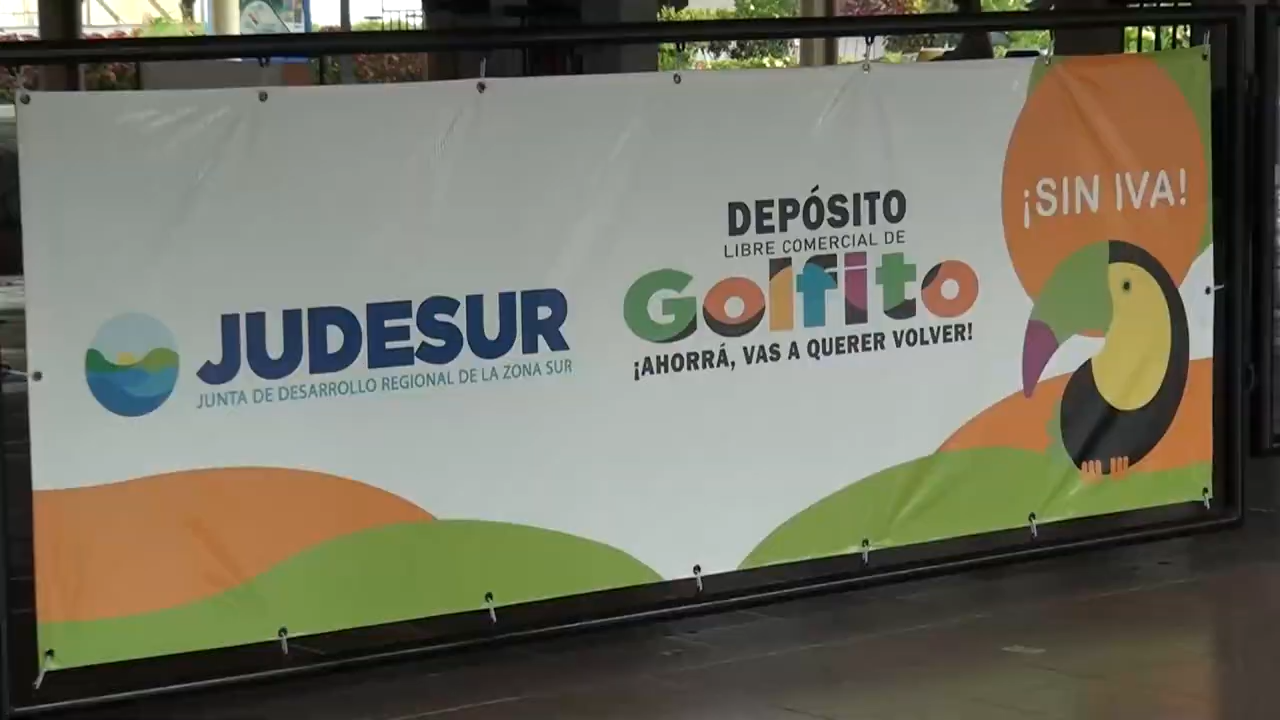 JUDESUR
JUNTA DE DESARROLLO REGIONAL DE LA ZONA SUR
DEPÓSITO
LIBRE COMERCIAL DE
Golfito
¡AHORRÁ, VAS A QUERER VOLVER!
¡SIN IVA!